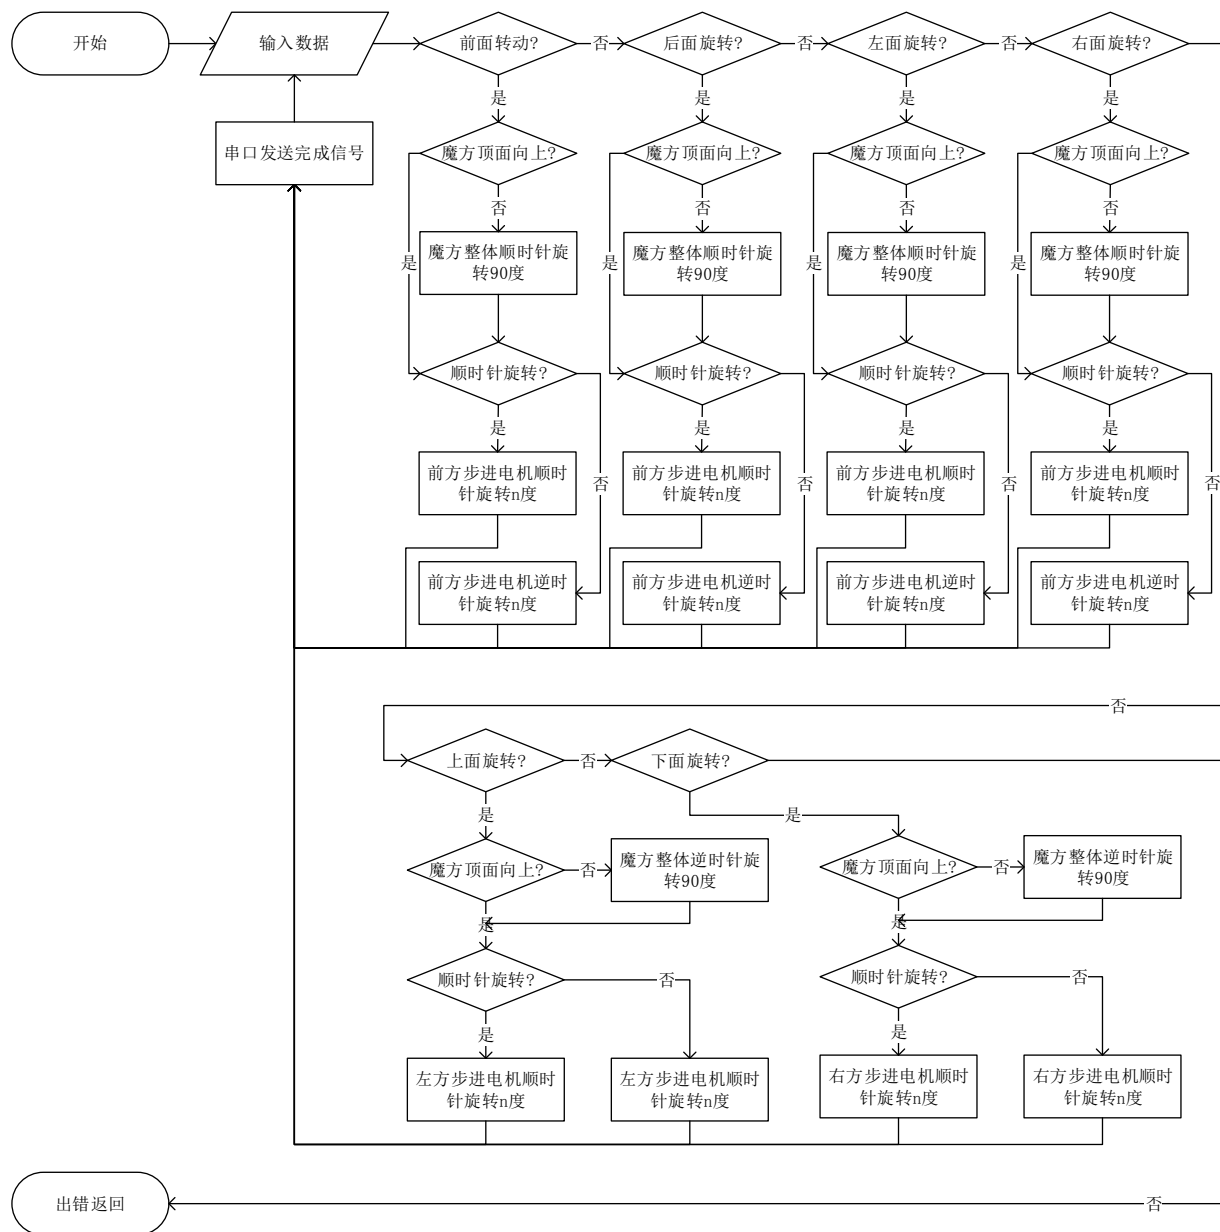 开始
输入数据
前面转动?
否
后面旋转?
否
左面旋转?
否
右面旋转?
是
是
是
是
串口发送完成信号
魔方顶面向上?
魔方顶面向上?
魔方顶面向上?
魔方顶面向上?
否
否
否
否
是
魔方整体顺时针旋
转90度
是
魔方整体顺时针旋
转90度
是
魔方整体顺时针旋
转90度
是
魔方整体顺时针旋
转90度
顺时针旋转?
顺时针旋转?
顺时针旋转?
顺时针旋转?
是
是
是
是
前方步进电机顺时
针旋转n度
否
前方步进电机顺时
针旋转n度
否
前方步进电机顺时
针旋转n度
否
前方步进电机顺时
针旋转n度
否
前方步进电机逆时
针旋转n度
前方步进电机逆时
针旋转n度
前方步进电机逆时
针旋转n度
前方步进电机逆时
针旋转n度
否
上面旋转?
否
下面旋转?
是
是
魔方顶面向上?
否
魔方整体逆时针旋
转90度
魔方顶面向上?
否
魔方整体逆时针旋
转90度
是
是
顺时针旋转?
否
顺时针旋转?
否
是
是
左方步进电机顺时
针旋转n度
左方步进电机顺时
针旋转n度
右方步进电机顺时
针旋转n度
右方步进电机顺时
针旋转n度
出错返回
否